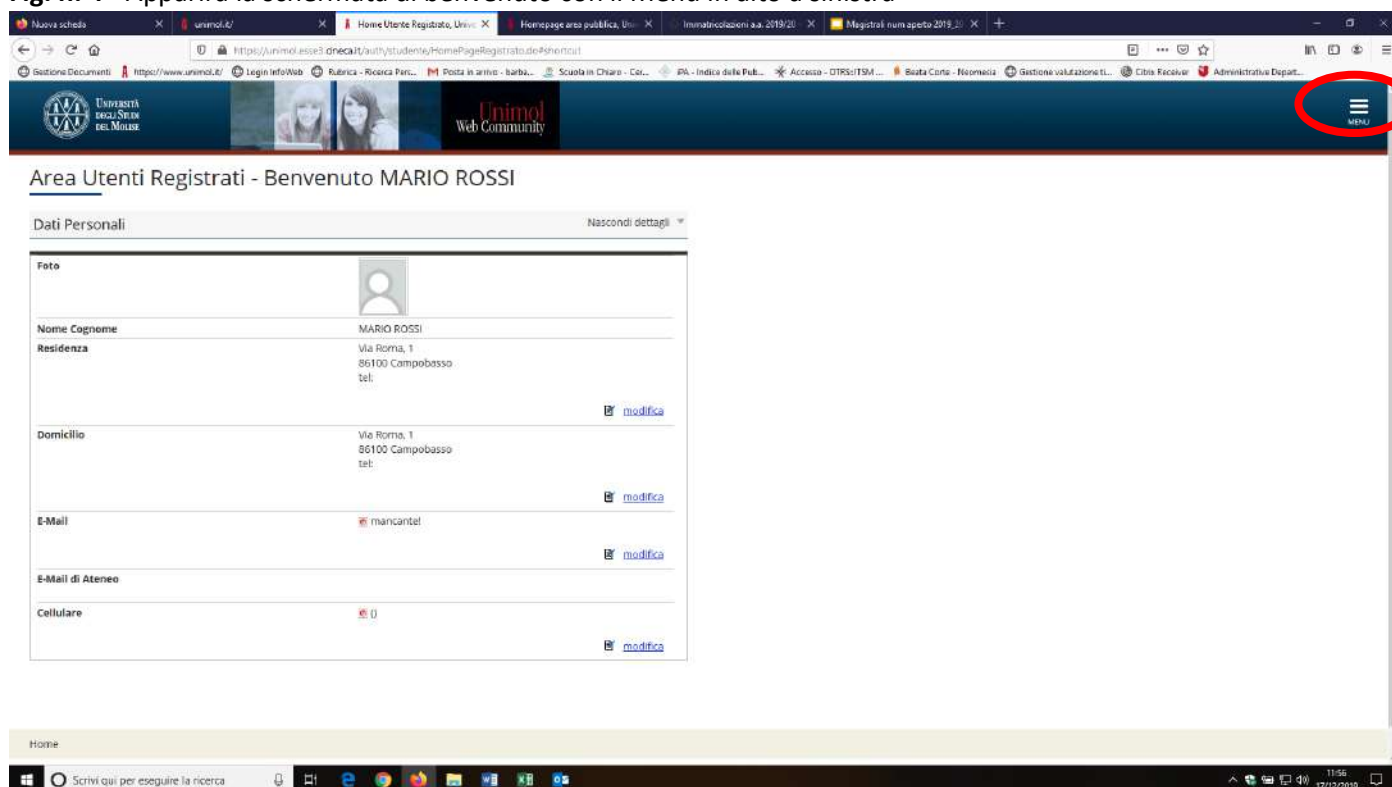 Apparirà la schermata di benvenuto con il menù in alto a sinistra
Nuova scheda
unimol.it/
Home Utente Registrato, Unive
Homepage area pubblica, Uni
Immatricolazioni a.a. 2019/20
Magistrali num aperto 2019_20
https://unimol.esse3.cineca.it/auth/studente/HomePageRegistrato.do#shortcut
Gestione Documenti
https://www.unimol.it/
Login InfoWeb
Rubrica - Ricerca Pers...
Posta in arrivo - barba...
Scuola in Chiaro - Cer...
IPA - Indice delle Pub...
Accesso - OTRS::ITSM ...
Beata Corte - Neomesia
Gestione valutazione ti...
Citrix Receiver
Administrative Depart...
UNIVERSITÀ
DEGLI STUDI
DEL MOLISE
Unimol
Web Community
MENU
Area Utenti Registrati - Benvenuto MARIO ROSSI
Dati Personali
Nascondi dettagli
Foto
Nome Cognome
MARIO ROSSI
Residenza
Via Roma, 1
86100 Campobasso
tel:
modifica
Domicilio
Via Roma, 1
86100 Campobasso
tel:
modifica
E-Mail
mancante!
modifica
E-Mail di Ateneo
Cellulare
()
modifica
Home
Scrivi qui per eseguire la ricerca
11:56
17/12/2019